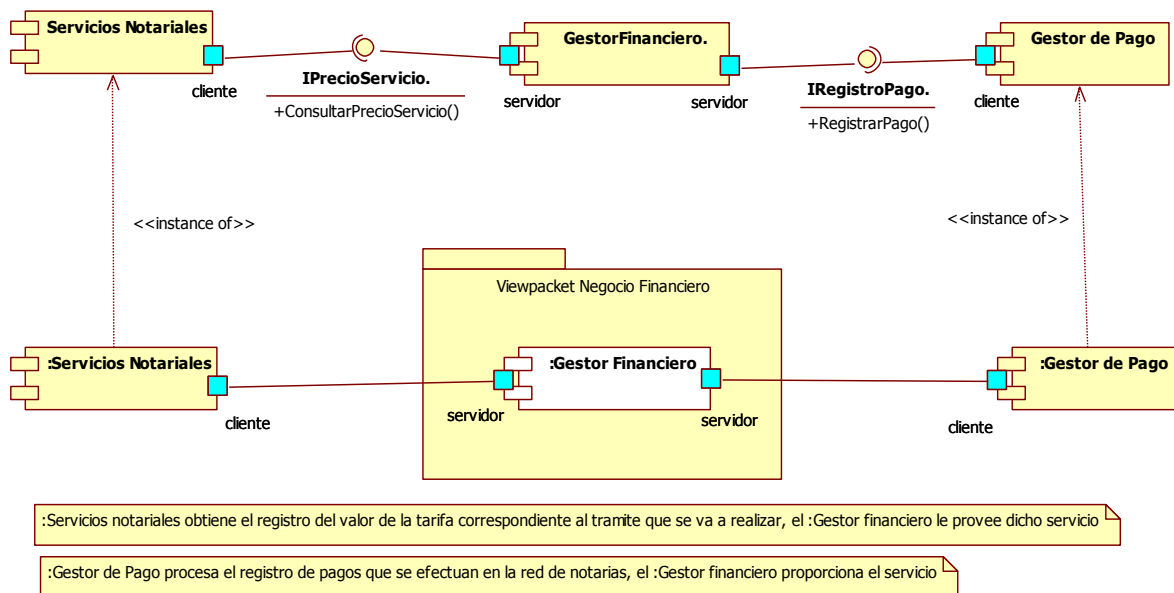 Servicios Notariales
GestorFinanciero.
Gestor de Pago
cliente
IPrecioServicio.
+ConsultarPrecioServicio()
servidor
servidor
IRegistroPago.
+RegistrarPago()
cliente
<<instance of>>
<<instance of>>
Viewpacket Negocio Financiero
:Servicios Notariales
:Gestor Financiero
:Gestor de Pago
cliente
servidor
servidor
cliente
:Servicios notariales obtiene el registro del valor de la tarifa correspondiente al tramite que se va a realizar, el :Gestor financiero le provee dicho servicio
:Gestor de Pago procesa el registro de pagos que se efectuan en la red de notarias, el :Gestor financiero proporciona el servicio